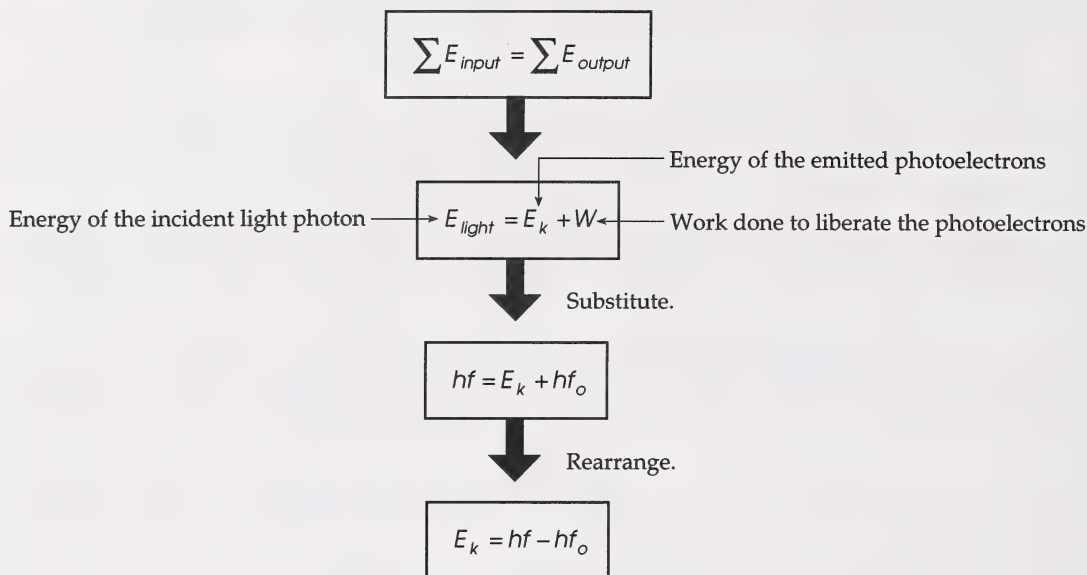 ∑E_input = ∑E_output
Energy of the emitted photoelectrons
Energy of the incident light photon
E_light = E_k + W
Work done to liberate the photoelectrons
Substitute.
hf = E_k + hf_o
Rearrange.
E_k = hf − hf_o